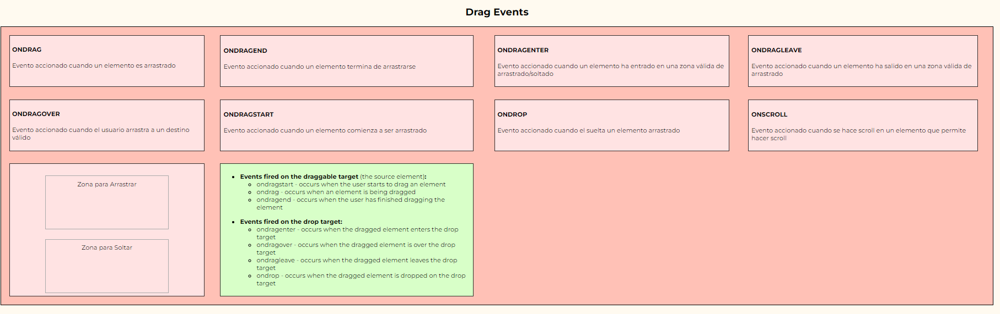 Drag Events
ONDRAG
Evento accionado cuando un elemento es arrastrado
ONDRAGEND
Evento accionado cuando un elemento termina de arrastrarse
ONDRAGENTER
Evento accionado cuando un elemento ha entrado en una zona válida de
arrastrado/soltado
ONDRAGLEAVE
Evento accionado cuando un elemento ha salido en una zona válida de
arrastrado
ONDRAGOVER
Evento accionado cuando el usuario arrastra a un destino
válido
ONDRAGSTART
Evento accionado cuando un elemento comienza a ser arrastrado
ONDROP
Evento accionado cuando el suelta un elemento arrastrado
ONSCROLL
Evento accionado cuando se hace scroll en un elemento que permite
hacer scroll
Zona para Arrastrar
Zona para Soltar
Events fired on the draggable target (the source element):
ondragstart - occurs when the user starts to drag an element
ondrag - occurs when an element is being dragged
ondragend - occurs when the user has finished dragging the
element
Events fired on the drop target:
ondragenter - occurs when the dragged element enters the drop
target
ondragover - occurs when the dragged element is over the drop
target
ondragleave - occurs when the dragged element leaves the drop
target
ondrop - occurs when the dragged element is dropped on the drop
target